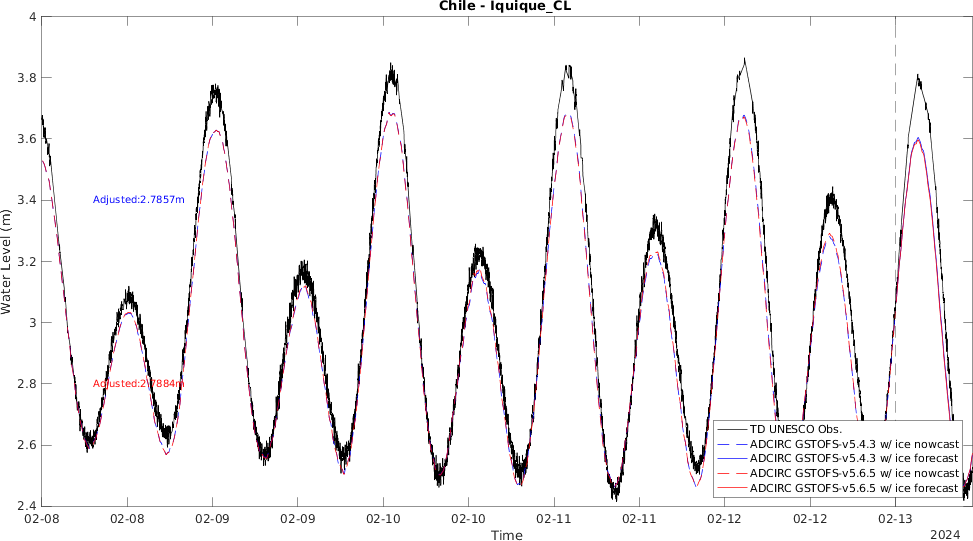 Chile - Iquique_CL
4
3.8
3.6
3.4
3.2
3
2.8
2.6
2.4
Water Level (m)
Adjusted:2.7857m
Adjusted:2.7884m
TD UNESCO Obs.
ADCIRC GSTOFS-v5.4.3 w/ ice nowcast
ADCIRC GSTOFS-v5.4.3 w/ ice forecast
ADCIRC GSTOFS-v5.6.5 w/ ice nowcast
ADCIRC GSTOFS-v5.6.5 w/ ice forecast
02-08 02-08 02-09 02-09 02-10 02-10 02-11 02-11 02-12 02-12 02-13
Time
2024